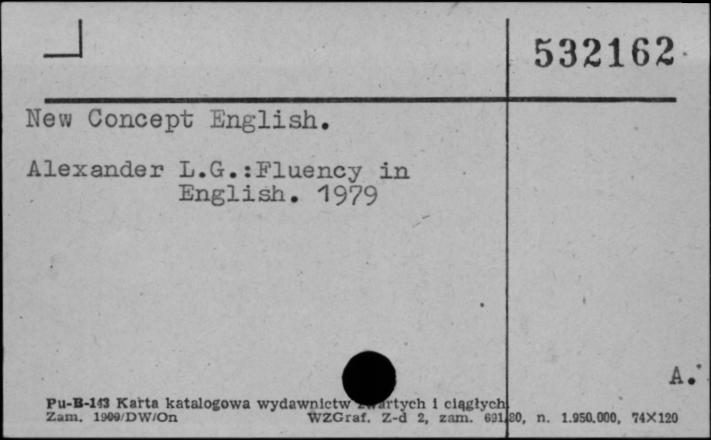 532162
New Concept English.
Alexander L.G.:Fluency in
English. 1979
A.
Pu-B-143 Karta katalogowa wydawnictw zwartych i ciągłych
Zam. 1909/DW/On WZGraf. Z-d 2, zam. 691/80, n. 1.950.000, 74X120